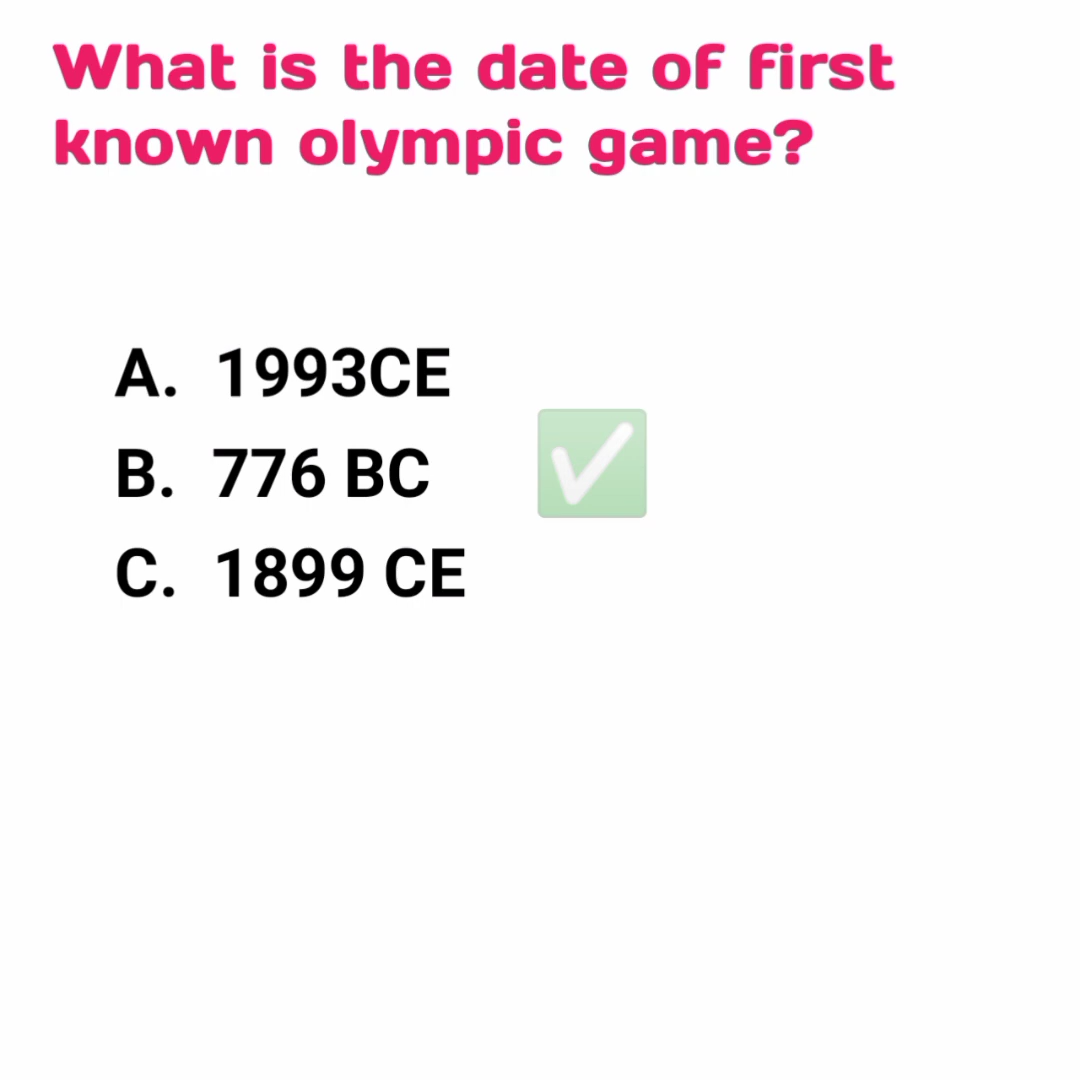 What is the date of first
known olympic game?
A. 1993CE
B. 776 BC
C. 1899 CE